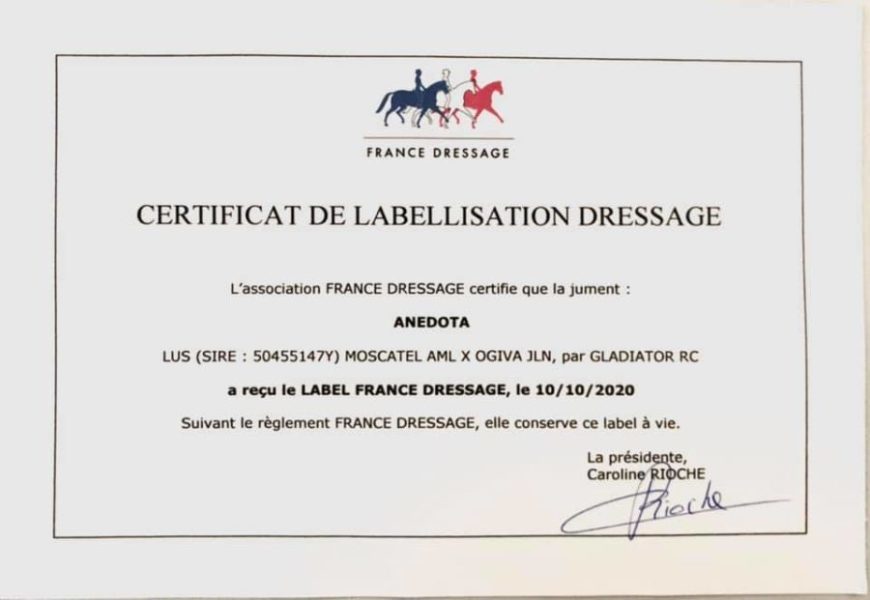 FRANCE DRESSAGE
CERTIFICAT DE LABELLISATION DRESSAGE
L'association FRANCE DRESSAGE certifie que la jument :
ANEDOTA
LUS (SIRE : 50455147Y) MOSCATEL AML X OGIVA JLN, par GLADIATOR RC
a reçu le LABEL FRANCE DRESSAGE, le 10/10/2020
Suivant le règlement FRANCE DRESSAGE, elle conserve ce label à vie.
La présidente,
Caroline RIOCHE
CRioche